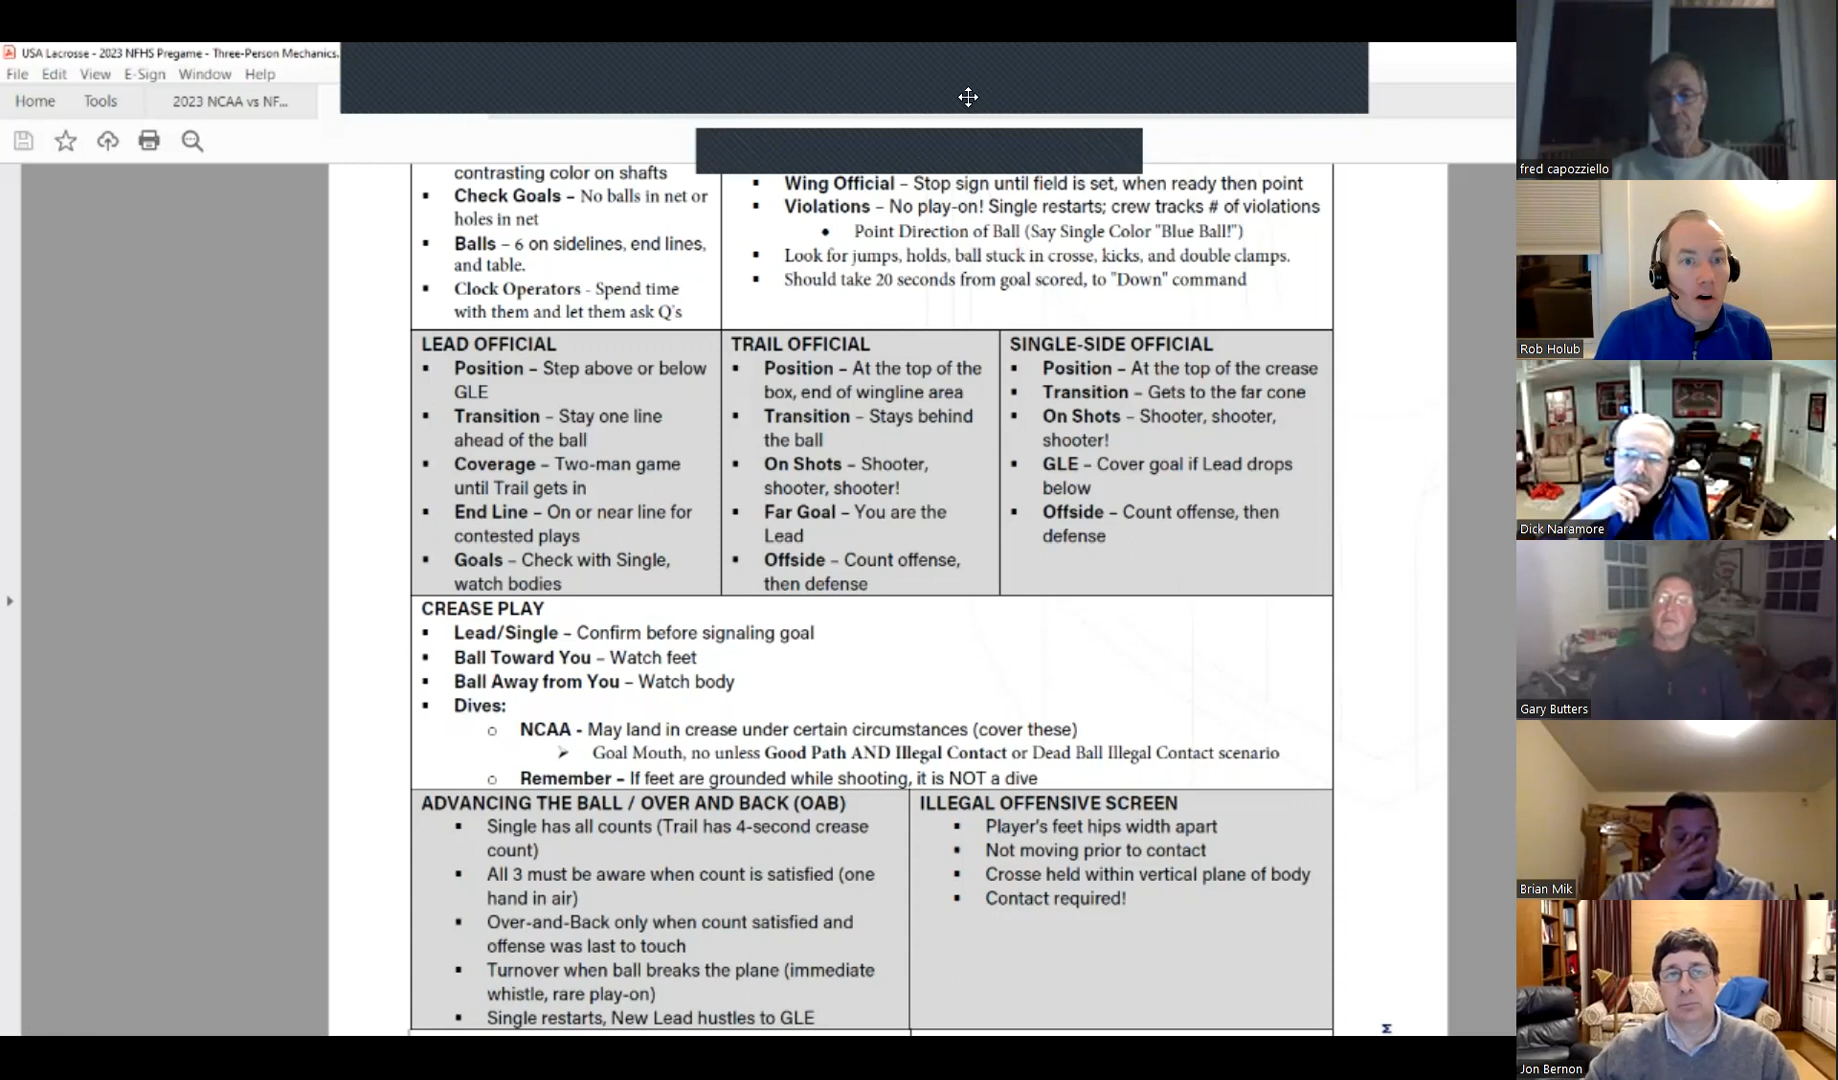 USA Lacrosse - 2023 NFHS Pregame - Three-Person Mechanics.
File Edit View E-Sign Window Help
Home Tools 2023 NCAA vs NF...
contrasting color on shafts
▪ Check Goals – No balls in net or
holes in net
▪ Balls – 6 on sidelines, end lines,
and table.
▪ Clock Operators - Spend time
with them and let them ask Q's
▪ Wing Official – Stop sign until field is set, when ready then point
▪ Violations – No play-on! Single restarts; crew tracks # of violations
• Point Direction of Ball (Say Single Color "Blue Ball!")
▪ Look for jumps, holds, ball stuck in crosse, kicks, and double clamps.
▪ Should take 20 seconds from goal scored, to "Down" command
LEAD OFFICIAL
▪ Position – Step above or below
GLE
▪ Transition – Stay one line
ahead of the ball
▪ Coverage – Two-man game
until Trail gets in
▪ End Line – On or near line for
contested plays
▪ Goals – Check with Single,
watch bodies
TRAIL OFFICIAL
▪ Position – At the top of the
box, end of wingline area
▪ Transition – Stays behind
the ball
▪ On Shots – Shooter,
shooter, shooter!
▪ Far Goal – You are the
Lead
▪ Offside – Count offense,
then defense
SINGLE-SIDE OFFICIAL
▪ Position – At the top of the crease
▪ Transition – Gets to the far cone
▪ On Shots – Shooter, shooter,
shooter!
▪ GLE – Cover goal if Lead drops
below
▪ Offside – Count offense, then
defense
CREASE PLAY
▪ Lead/Single – Confirm before signaling goal
▪ Ball Toward You – Watch feet
▪ Ball Away from You – Watch body
▪ Dives:
o NCAA - May land in crease under certain circumstances (cover these)
➢ Goal Mouth, no unless Good Path AND Illegal Contact or Dead Ball Illegal Contact scenario
o Remember – If feet are grounded while shooting, it is NOT a dive
ADVANCING THE BALL / OVER AND BACK (OAB)
▪ Single has all counts (Trail has 4-second crease
count)
▪ All 3 must be aware when count is satisfied (one
hand in air)
▪ Over-and-Back only when count satisfied and
offense was last to touch
▪ Turnover when ball breaks the plane (immediate
whistle, rare play-on)
▪ Single restarts, New Lead hustles to GLE
ILLEGAL OFFENSIVE SCREEN
▪ Player's feet hips width apart
▪ Not moving prior to contact
▪ Crosse held within vertical plane of body
▪ Contact required!
fred capozziello
Rob Holub
Dick Naramore
Gary Butters
Brian Mik
Jon Bernon